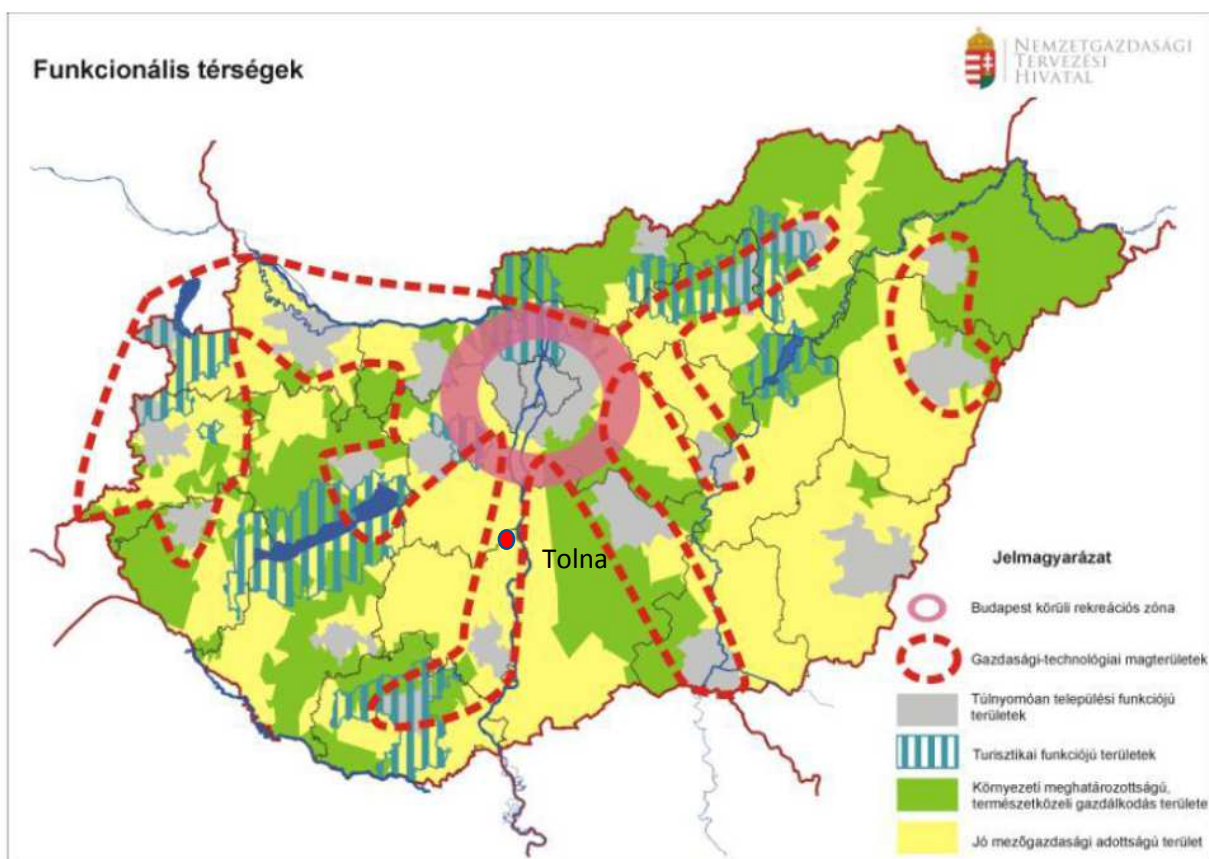 Funkcionális térségek
NEMZETGAZDASÁGI
TERVEZÉSI
HIVATAL
Tolna
Jelmagyarázat
Budapest körüli rekreációs zóna
Gazdasági-technológiai magterületek
Túlnyomóan települési funkciójú
területek
Turisztikai funkciójú területek
Környezeti meghatározottságú,
természetközeli gazdálkodás területe
Jó mezőgazdasági adottságú terület